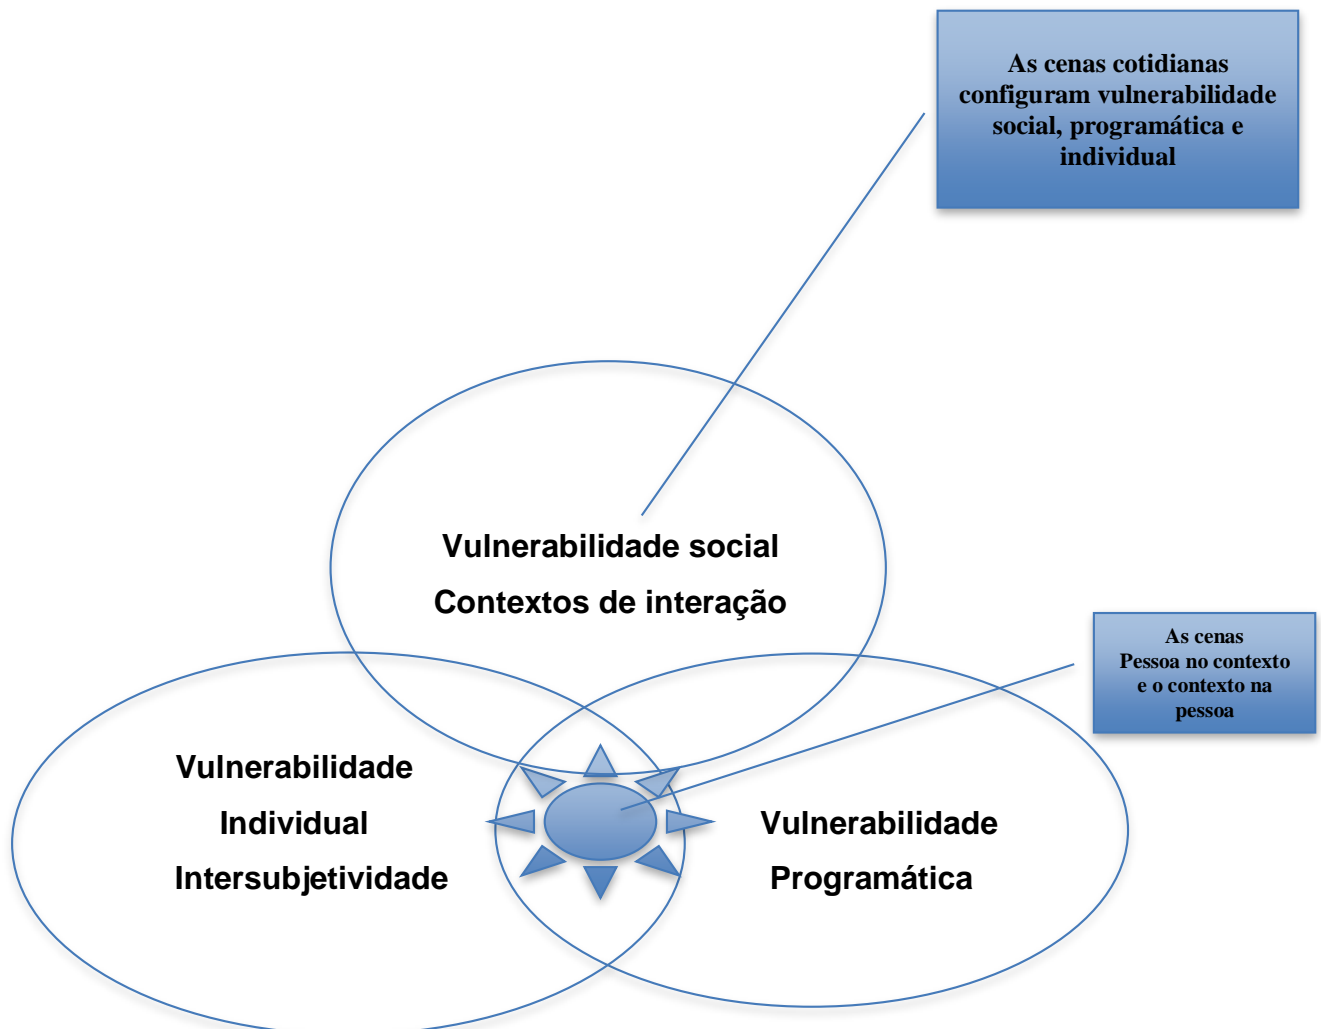 As cenas cotidianas
configuram vulnerabilidade
social, programática e
individual
Vulnerabilidade social
Contextos de interação
As cenas
Pessoa no contexto
e o contexto na
pessoa
Vulnerabilidade
Individual
Intersubjetividade
Vulnerabilidade
Programática